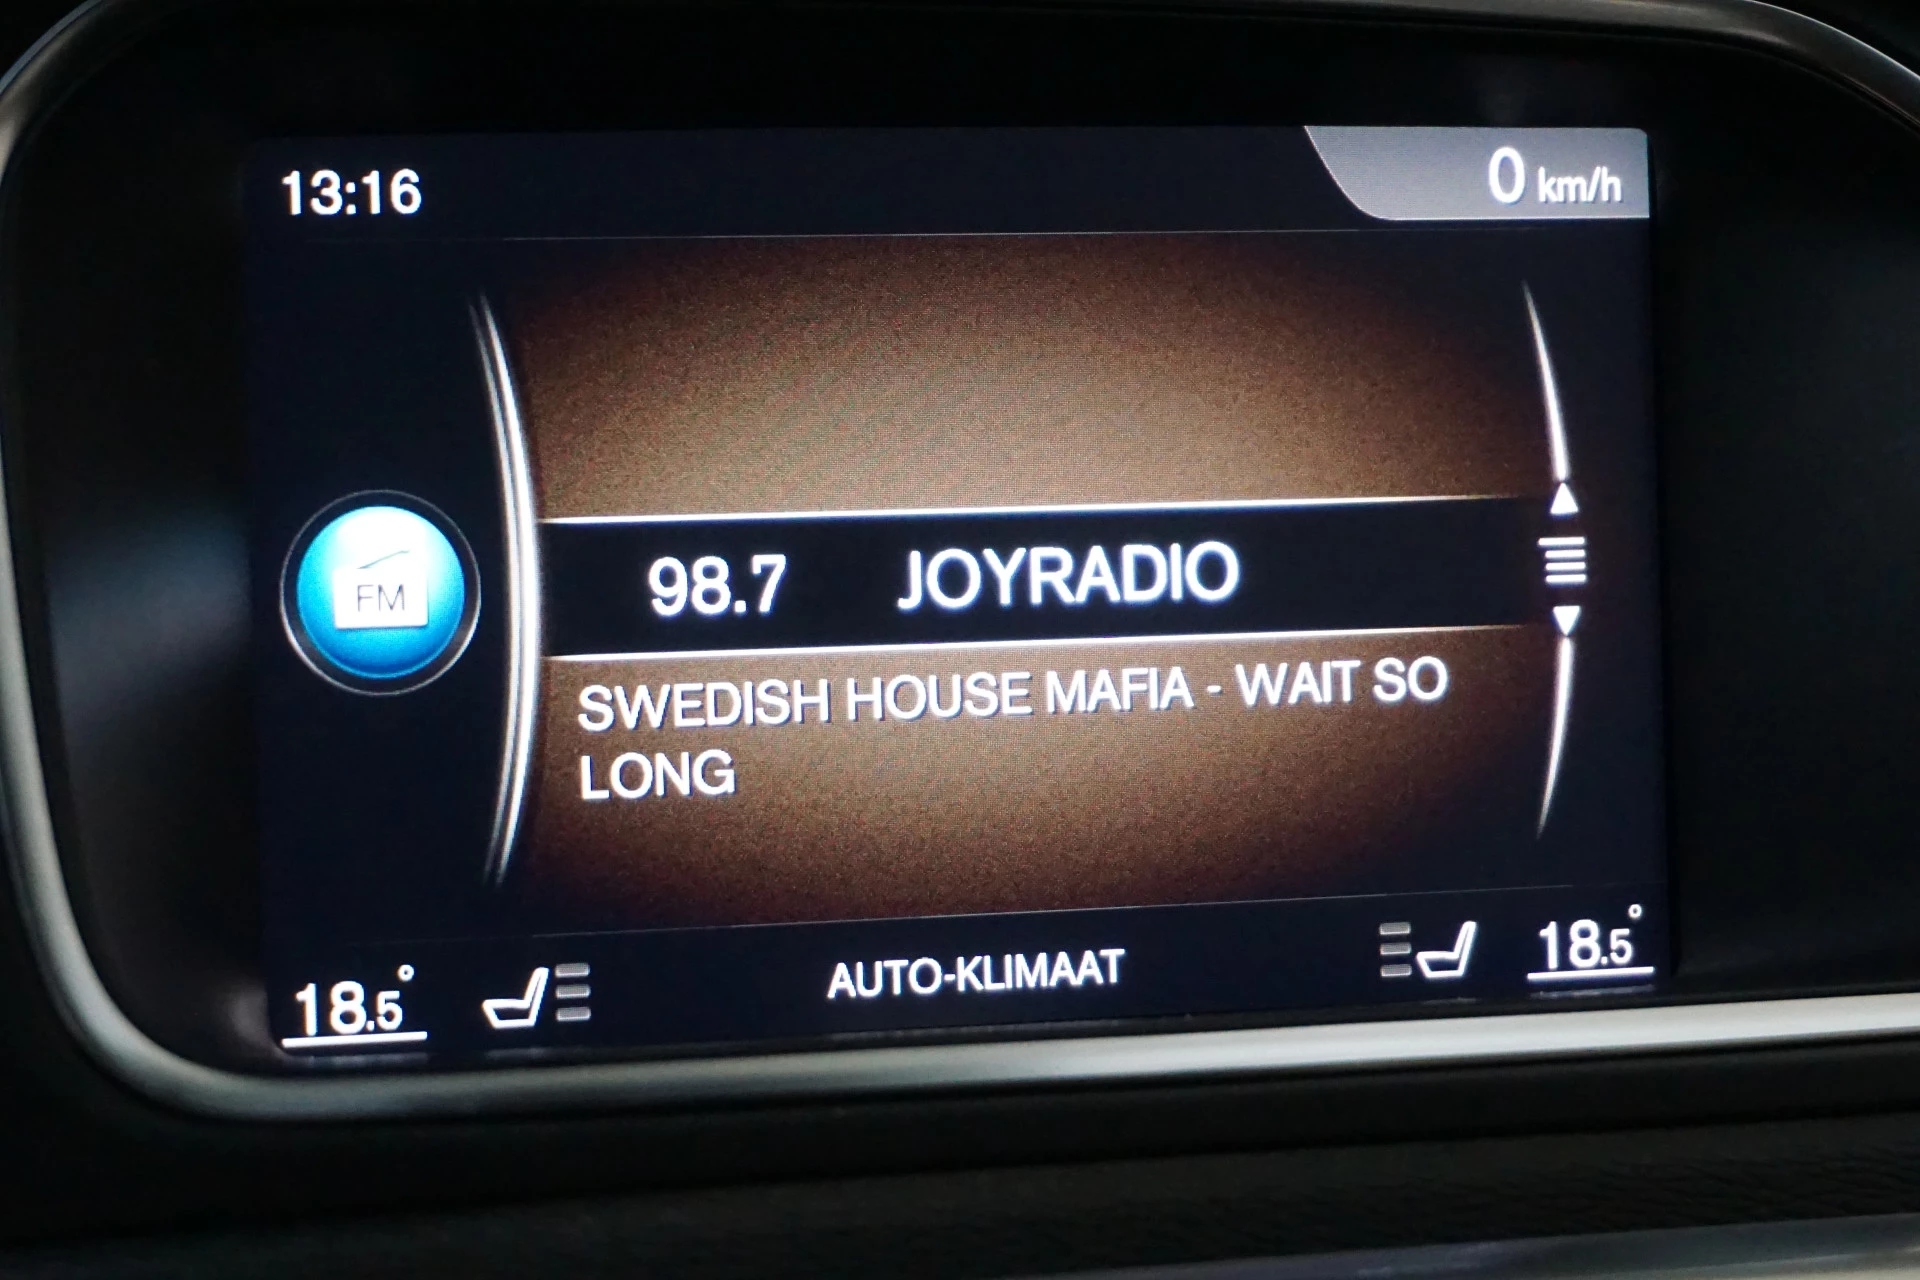 13:16
0 km/h
FM
98.7 JOYRADIO
SWEDISH HOUSE MAFIA - WAIT SO
LONG
18.5° AUTO-KLIMAAT 18.5°